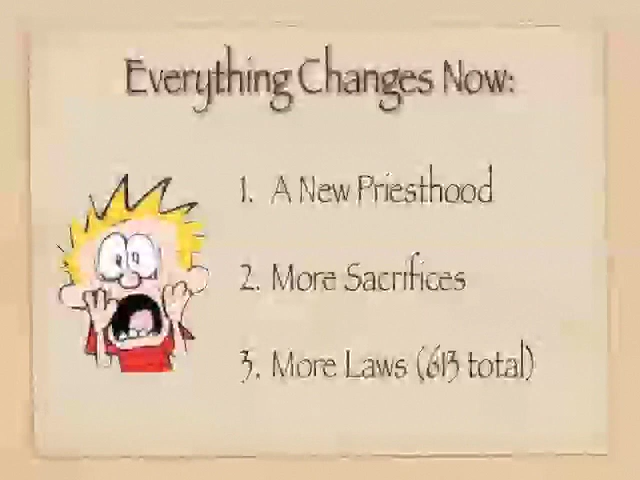 Everything Changes Now:
1. A New Priesthood
2. More Sacrifices
3. More Laws (613 total)